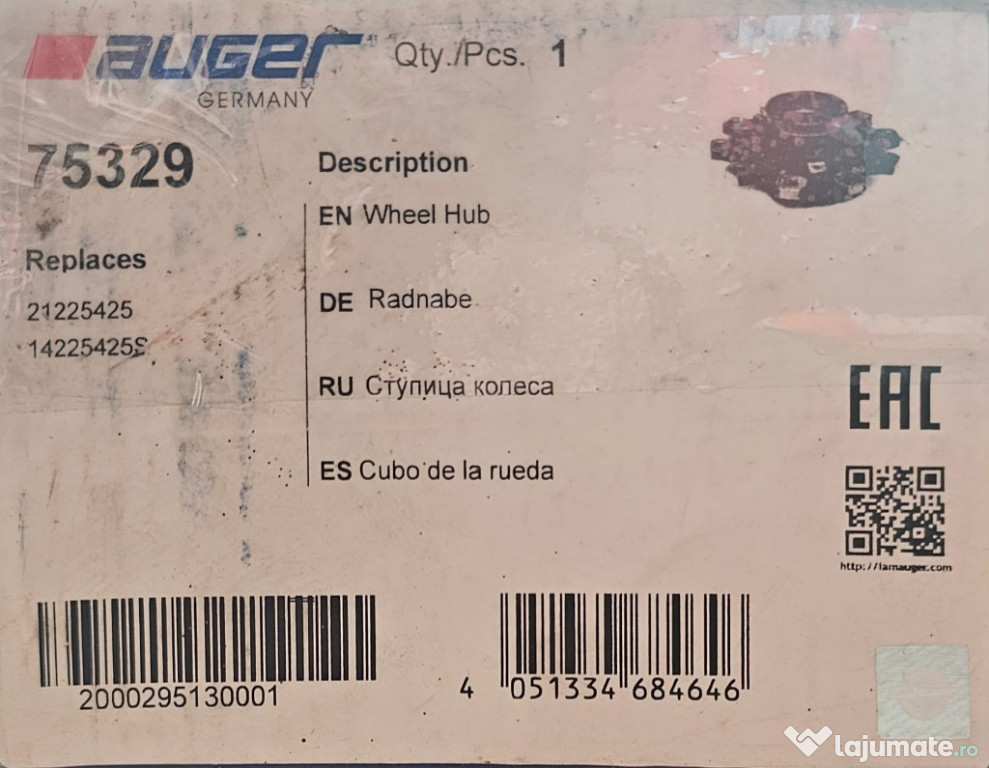 auger
GERMANY
Qty./Pcs. 1
75329
Replaces
21225425
14225425S
Description
EN Wheel Hub
DE Radnabe
RU Ступица колеса
ES Cubo de la rueda
EAC
http://iamauger.com
2000295130001
4 051334 684646
lajumate.ro